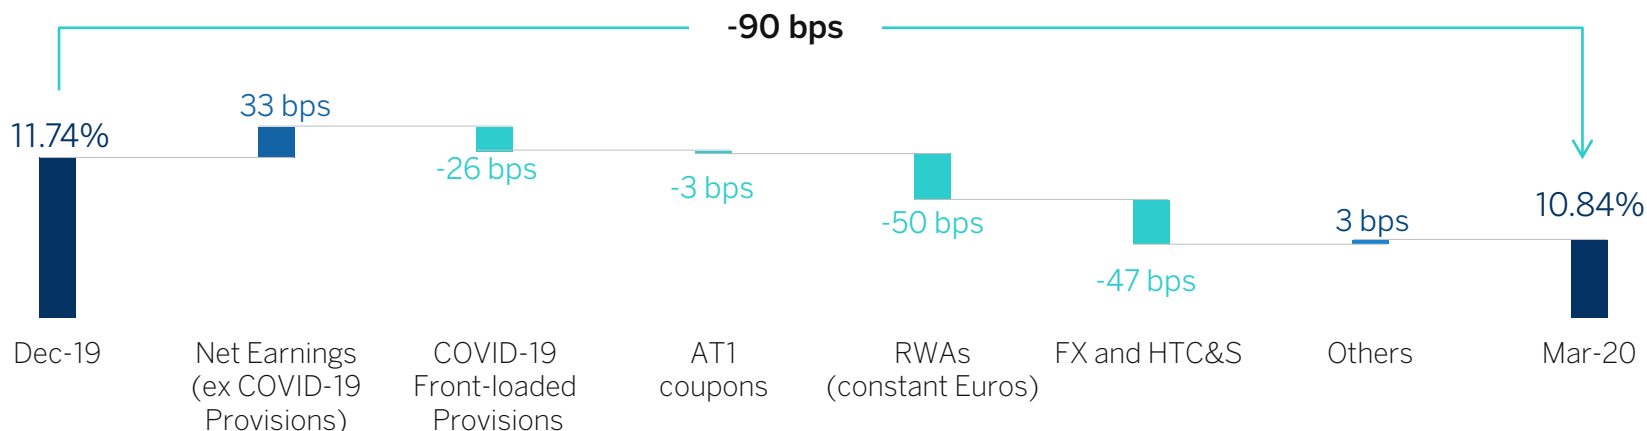 -90 bps
11.74%
33 bps
-26 bps
-3 bps
-50 bps
-47 bps
3 bps
10.84%
Dec-19
Net Earnings
(ex COVID-19
Provisions)
COVID-19
Front-loaded
Provisions
AT1
coupons
RWAs
(constant Euros)
FX and HTC&S
Others
Mar-20